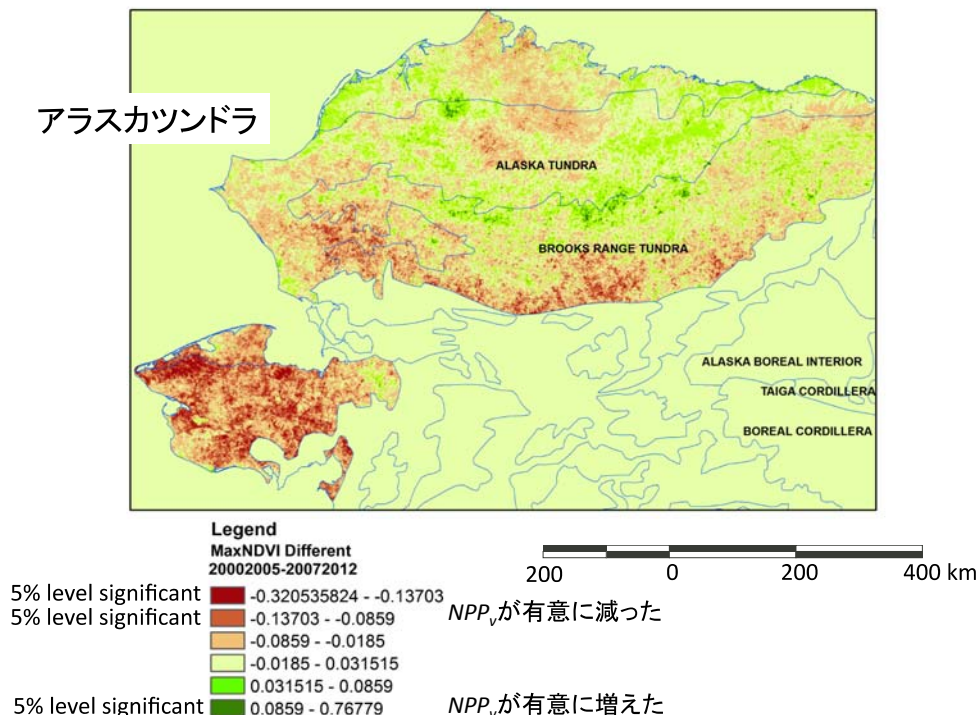 アラスカツンドラ
ALASKA TUNDRA
BROOKS RANGE TUNDRA
ALASKA BOREAL INTERIOR
TAIGA CORDILLERA
BOREAL CORDILLERA
Legend
MaxNDVI Different
20002005-20072012
5% level significant -0.320535824 - -0.13703
5% level significant -0.13703 - -0.0859
-0.0859 - -0.0185
-0.0185 - 0.031515
0.031515 - 0.0859
5% level significant 0.0859 - 0.76779
NPPvが有意に減った
NPPvが有意に増えた
200 0 200 400 km